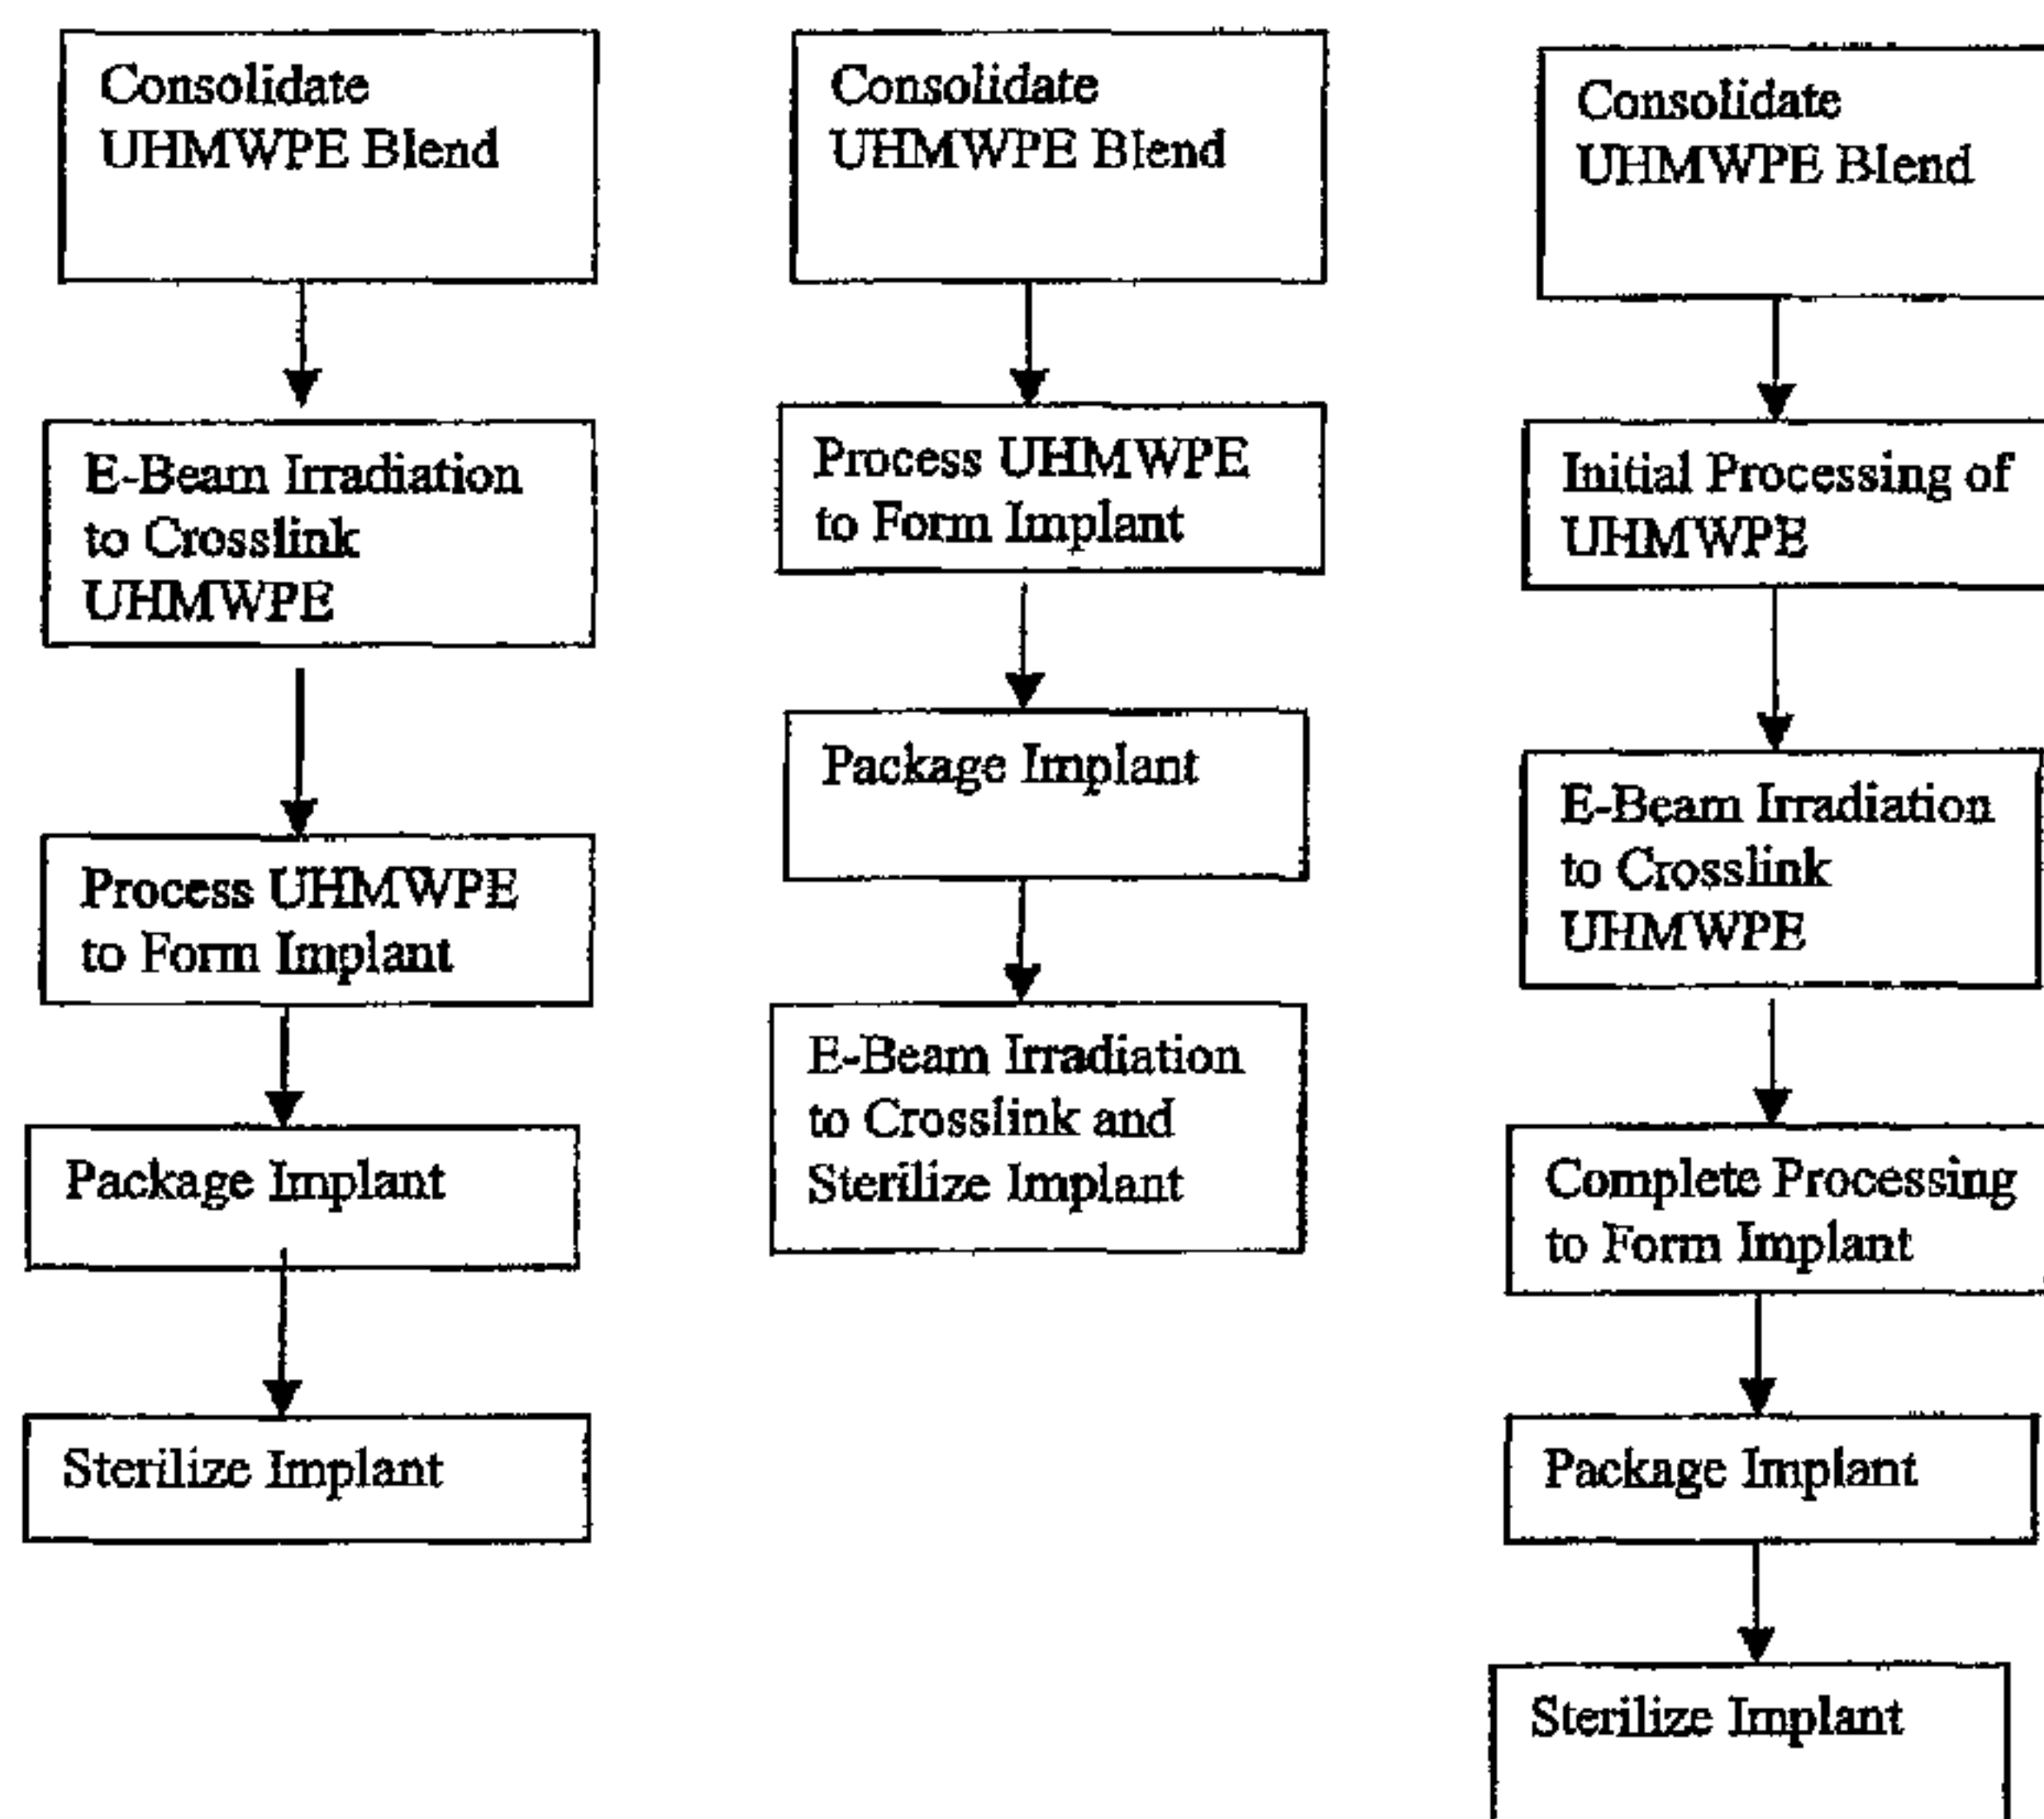 Consolidate
UHMWPE Blend
E-Beam Irradiation
to Crosslink
UHMWPE
Process UHMWPE
to Form Implant
Package Implant
Sterilize Implant
Consolidate
UHMWPE Blend
Process UHMWPE
to Form Implant
Package Implant
E-Beam Irradiation
to Crosslink and
Sterilize Implant
Consolidate
UHMWPE Blend
Initial Processing of
UHMWPE
E-Beam Irradiation
to Crosslink
UHMWPE
Complete Processing
to Form Implant
Package Implant
Sterilize Implant